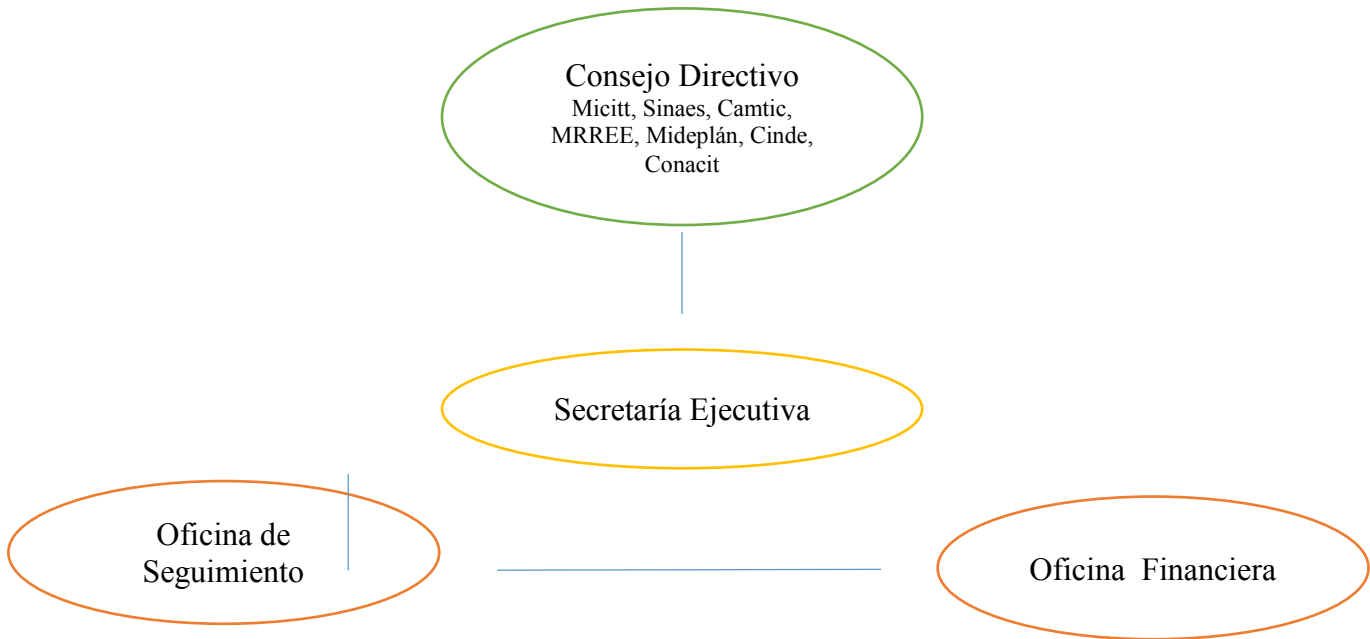 Consejo Directivo
Micitt, Sinaes, Camtic,
MRREE, Mideplán, Cinde,
Conacit
Secretaría Ejecutiva
Oficina de
Seguimiento
Oficina  Financiera